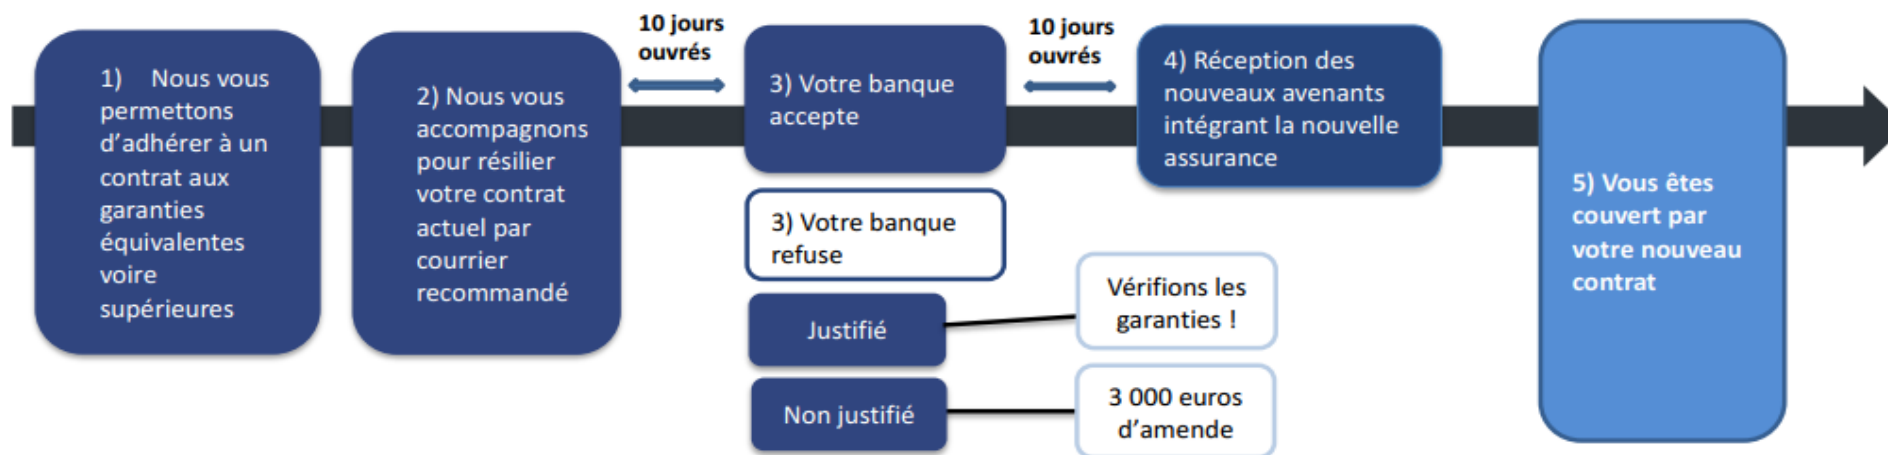 1) Nous vous
permettons
d'adhérer à un
contrat aux
garanties
équivalentes
voire
supérieures
2) Nous vous
accompagnons
pour résilier
votre contrat
actuel par
courrier
recommandé
10 jours
ouvrés
3) Votre banque
accepte
3) Votre banque
refuse
Justifié
Non justifié
Vérifions les
garanties !
3 000 euros
d'amende
10 jours
ouvrés
4) Réception des
nouveaux avenants
intégrant la nouvelle
assurance
5) Vous êtes
couvert par
votre nouveau
contrat